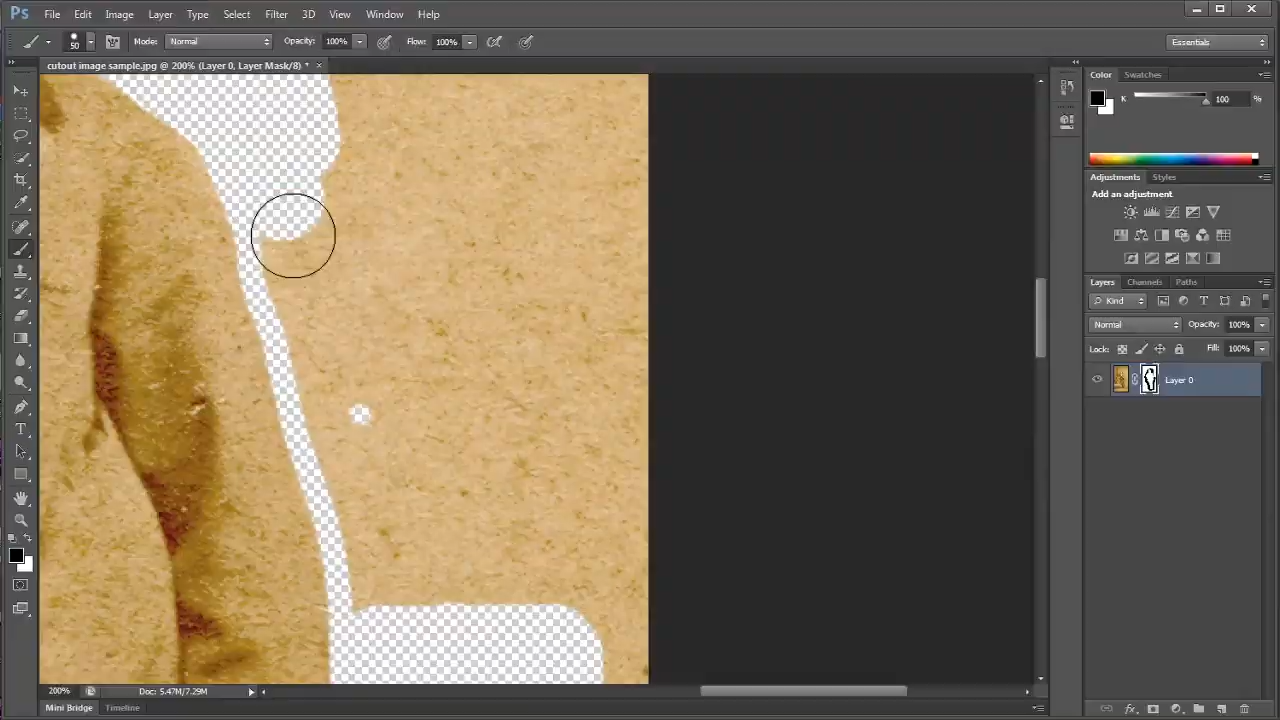 Ps File Edit Image Layer Type Select Filter 3D View Window Help
50 Mode: Normal Opacity: 100% Flow: 100% Essentials
cutout image sample.jpg @ 200% (Layer 0, Layer Mask/8) * ×
Color Swatches
K 100 %
Adjustments Styles
Add an adjustment
Layers Channels Paths
Kind
Normal Opacity: 100%
Lock: Fill: 100%
Layer 0
200% Doc: 5.47M/7.29M
Mini Bridge Timeline